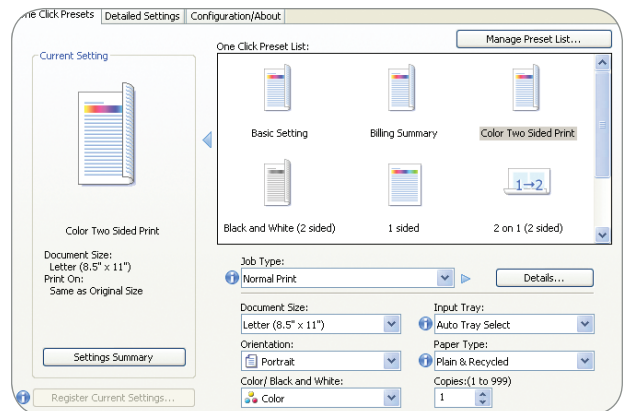 One Click Presets Detailed Settings Configuration/About
Current Setting
Color Two Sided Print
Document Size:
Letter (8.5" x 11")
Print On:
Same as Original Size
Settings Summary
Register Current Settings...
One Click Preset List:
Manage Preset List...
Basic Setting Billing Summary Color Two Sided Print
1→2
Black and White (2 sided) 1 sided 2 on 1 (2 sided)
Job Type:
Normal Print Details...
Document Size: Input Tray:
Letter (8.5" x 11") Auto Tray Select
Orientation: Paper Type:
Portrait Plain & Recycled
Color/ Black and White: Copies:(1 to 999)
Color 1